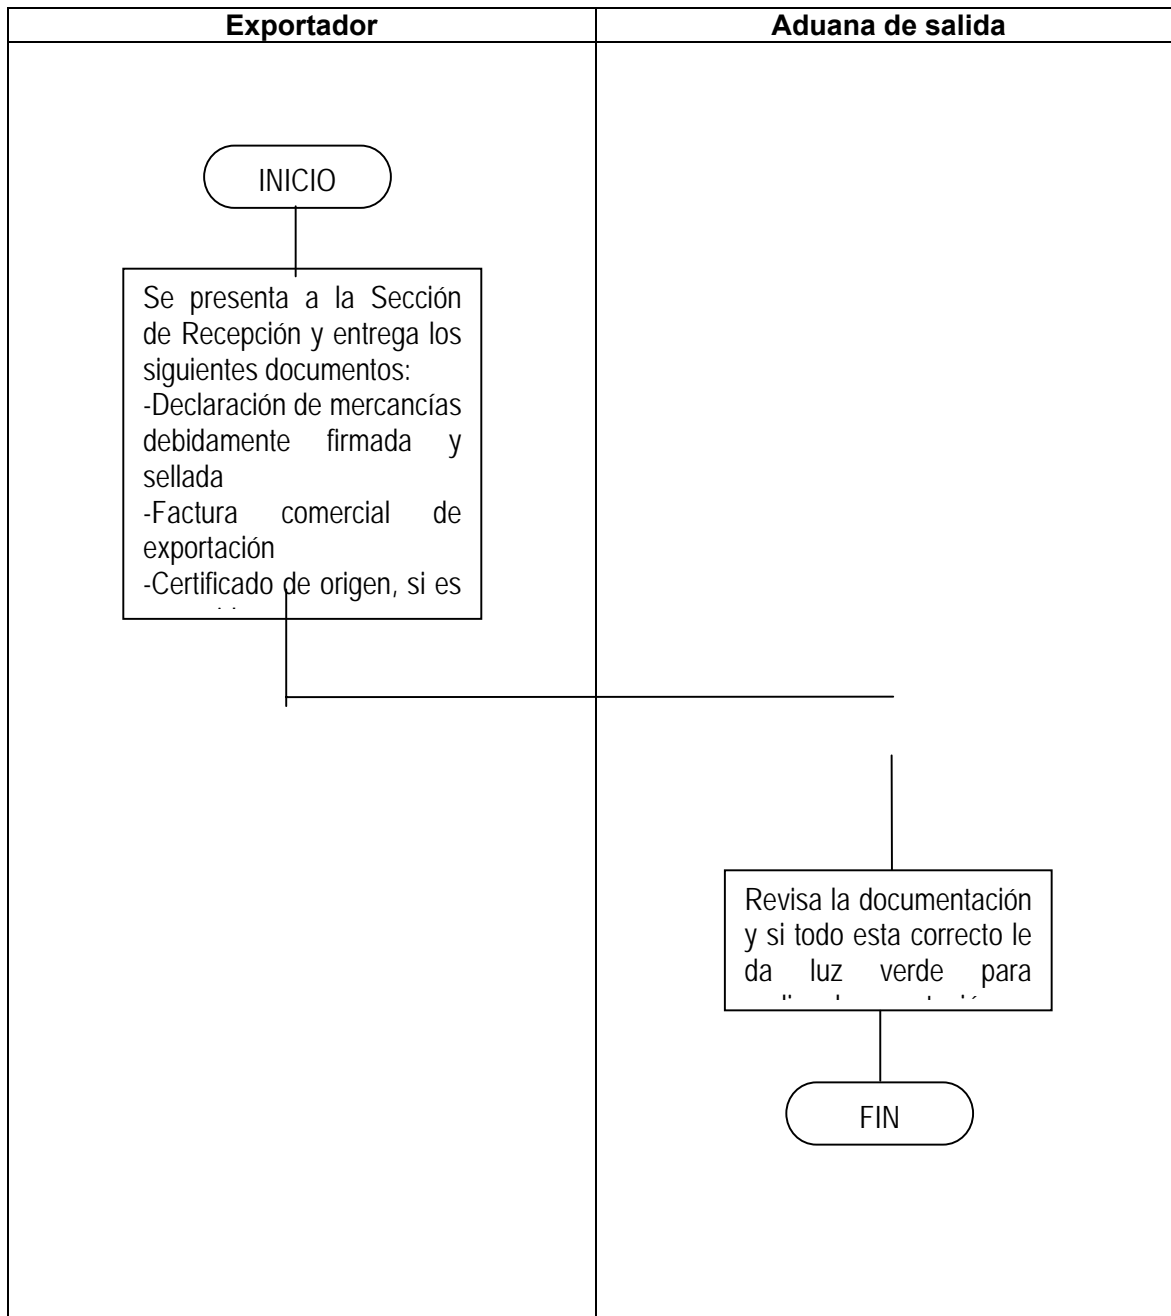 Exportador
Aduana de salida
INICIO
Se presenta a la Sección
de Recepción y entrega los
siguientes documentos:
-Declaración de mercancías
debidamente firmada y
sellada
-Factura comercial de
exportación
-Certificado de origen, si es
Revisa la documentación
y si todo esta correcto le
da luz verde para
FIN